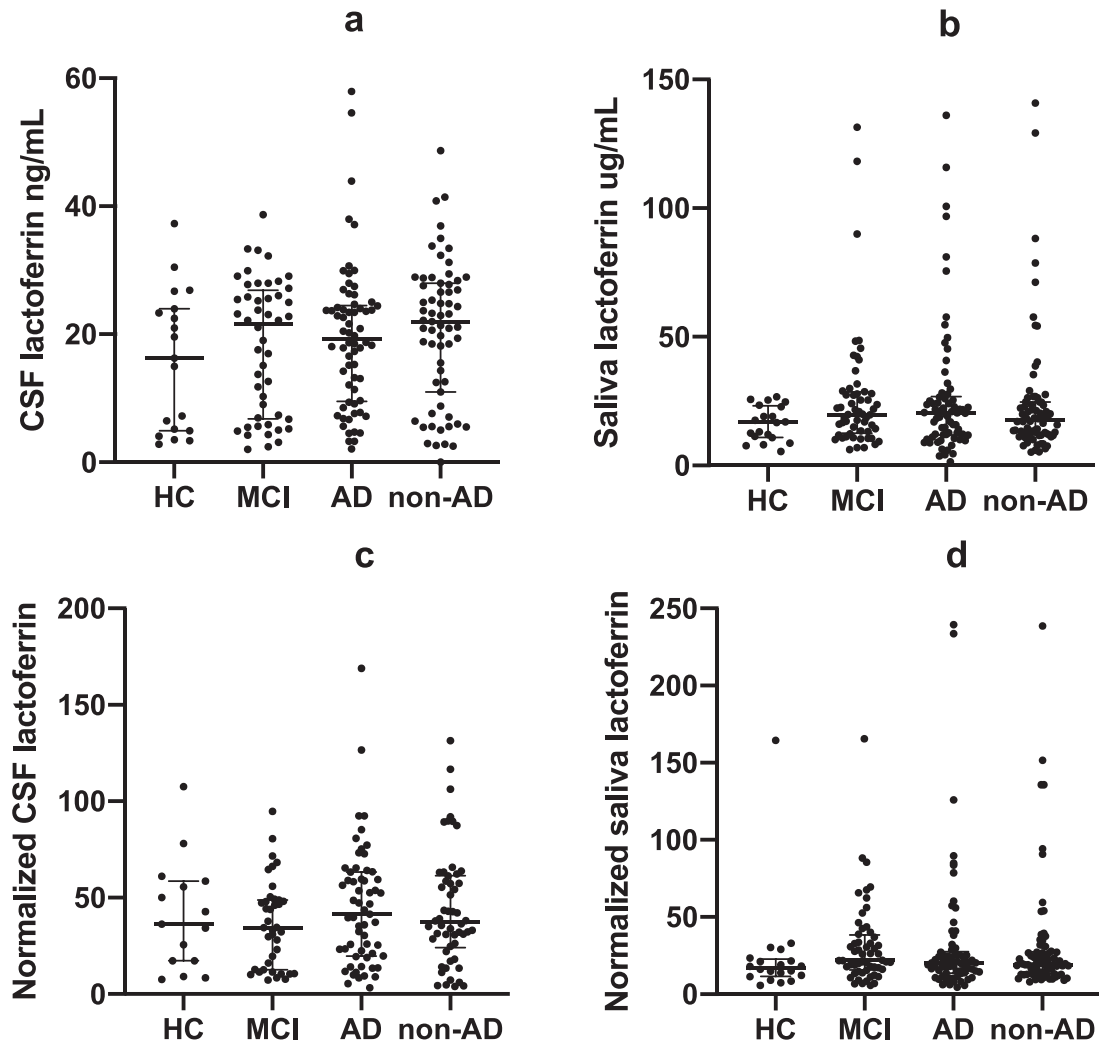 a
CSF lactoferrin ng/mL
60
40
20
0
HC MCI AD non-AD
b
Saliva lactoferrin ug/mL
150
100
50
0
HC MCI AD non-AD
c
Normalized CSF lactoferrin
200
150
100
50
0
HC MCI AD non-AD
d
Normalized saliva lactoferrin
250
200
150
100
50
0
HC MCI AD non-AD